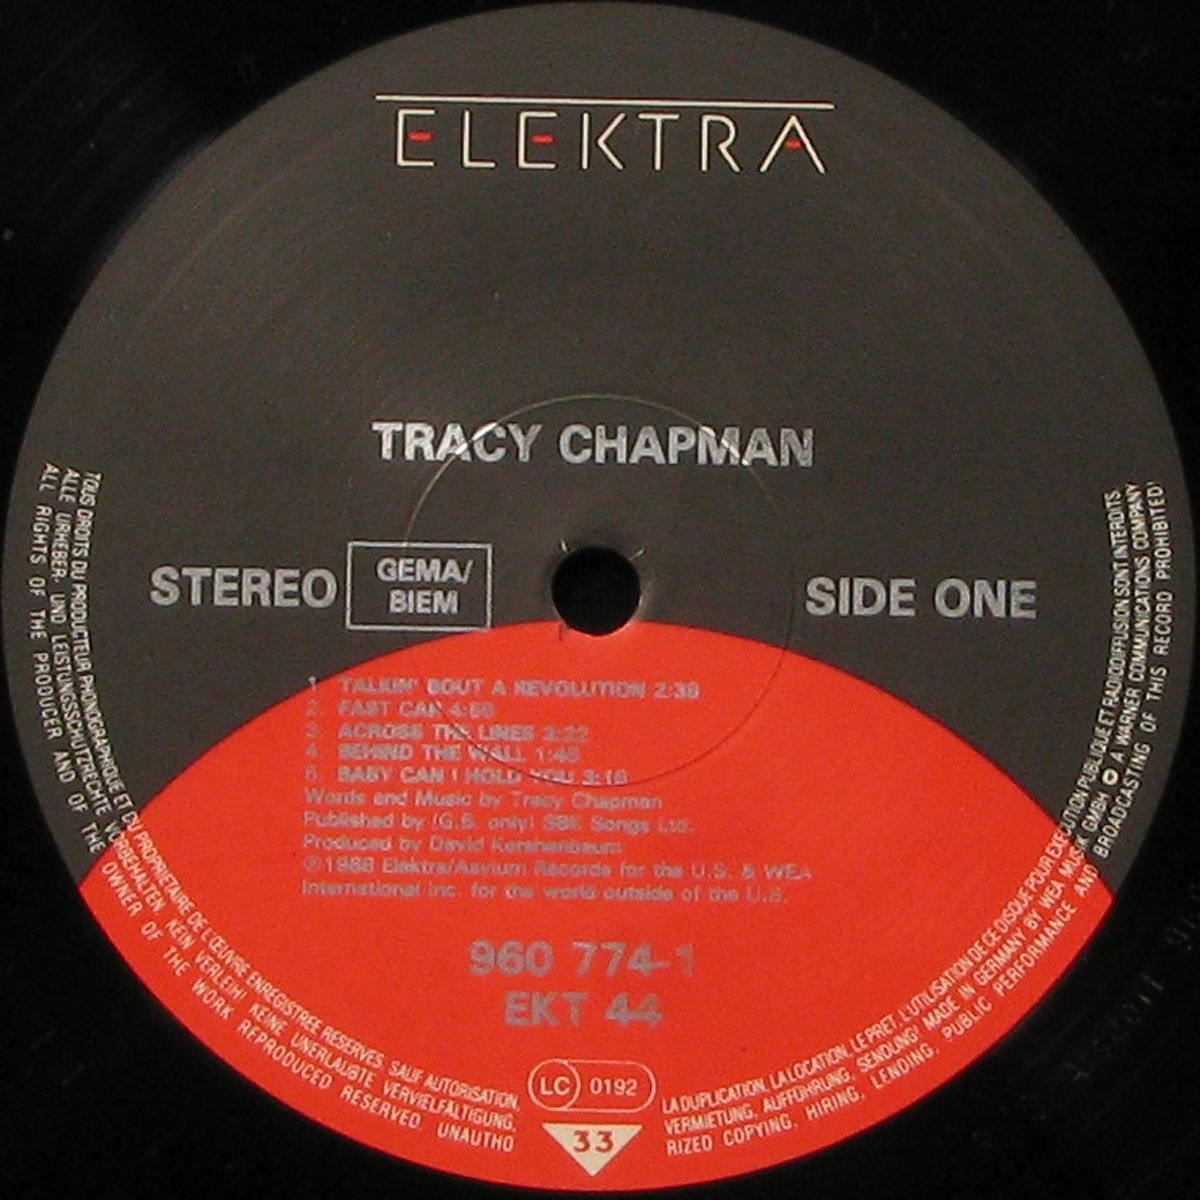 ELEKTRA
TRACY CHAPMAN
STEREO
GEMA/
BIEM
SIDE ONE
1. TALKIN' BOUT A REVOLUTION 2:38
2. FAST CAR 4:58
3. ACROSS THE LINES 3:22
4. BEHIND THE WALL 1:46
5. BABY CAN I HOLD YOU 3:16
Words and Music by Tracy Chapman
Published by (G.B. only) SBK Songs Ltd.
Produced by David Kershenbaum
℗ 1988 Elektra/Asylum Records for the U.S. & WEA
International Inc. for the world outside of the U.S.
960 774-1
EKT 44
LC 0192
33
TOUS DROITS DU PRODUCTEUR PHONOGRAPHIQUE ET DU PROPRIETAIRE DE L'ŒUVRE ENREGISTREE RESERVES. SAUF AUTORISATION, LA DUPLICATION, LA LOCATION, LE PRET, L'UTILISATION DE CE DISQUE POUR EXECUTION PUBLIQUE ET RADIODIFFUSION SONT INTERDITS.
ALLE URHEBER- UND LEISTUNGSSCHUTZRECHTE VORBEHALTEN. KEIN VERLEIH! KEINE UNERLAUBTE VERVIELFÄLTIGUNG, VERMIETUNG, AUFFÜHRUNG, SENDUNG! MADE IN GERMANY BY WEA MUSIK GMBH A WARNER COMMUNICATIONS COMPANY
ALL RIGHTS OF THE PRODUCER AND OF THE OWNER OF THE WORK REPRODUCED RESERVED. UNAUTHORIZED COPYING, HIRING, LENDING, PUBLIC PERFORMANCE AND BROADCASTING OF THIS RECORD PROHIBITED